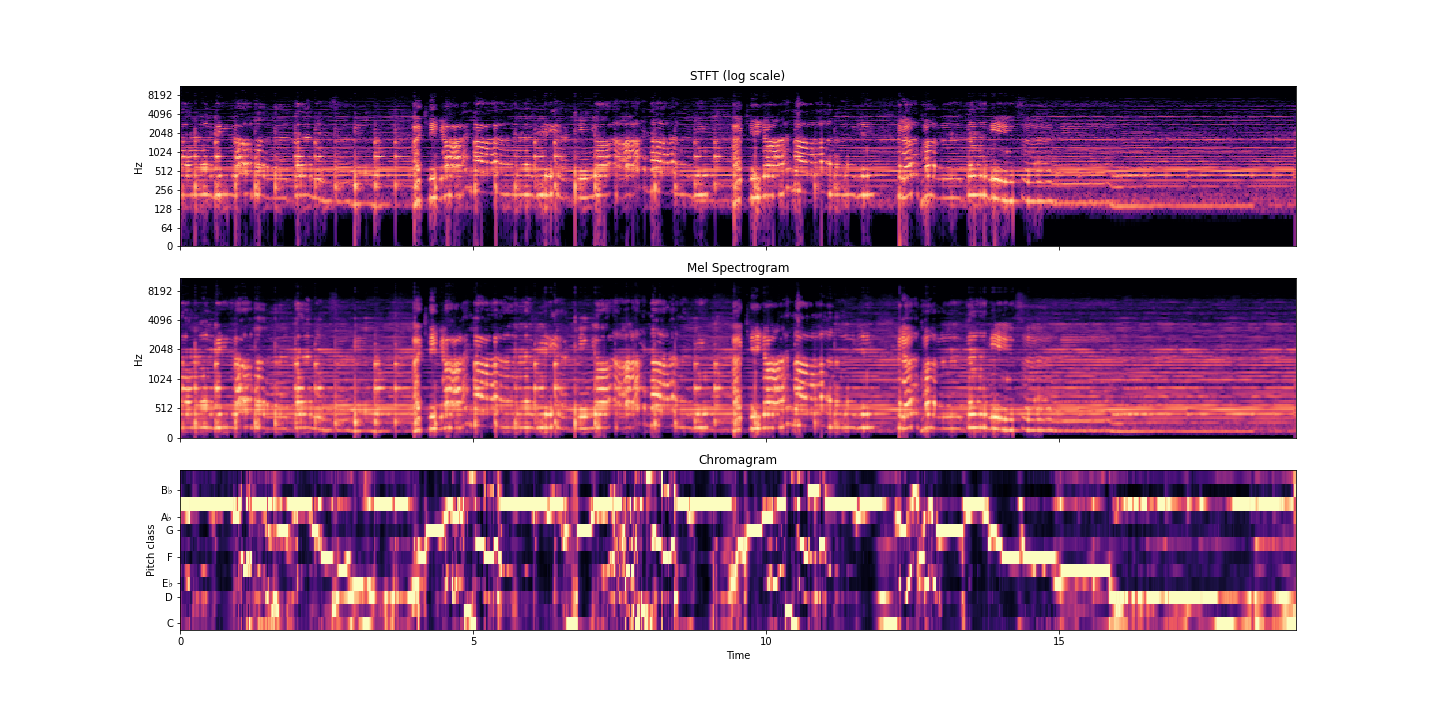 STFT (log scale)
8192
4096
2048
1024
512
256
128
64
0
Hz
Mel Spectrogram
8192
4096
2048
1024
512
0
Hz
Chromagram
B♭
A♭
G
F
E♭
D
C
Pitch class
0
5
10
15
Time